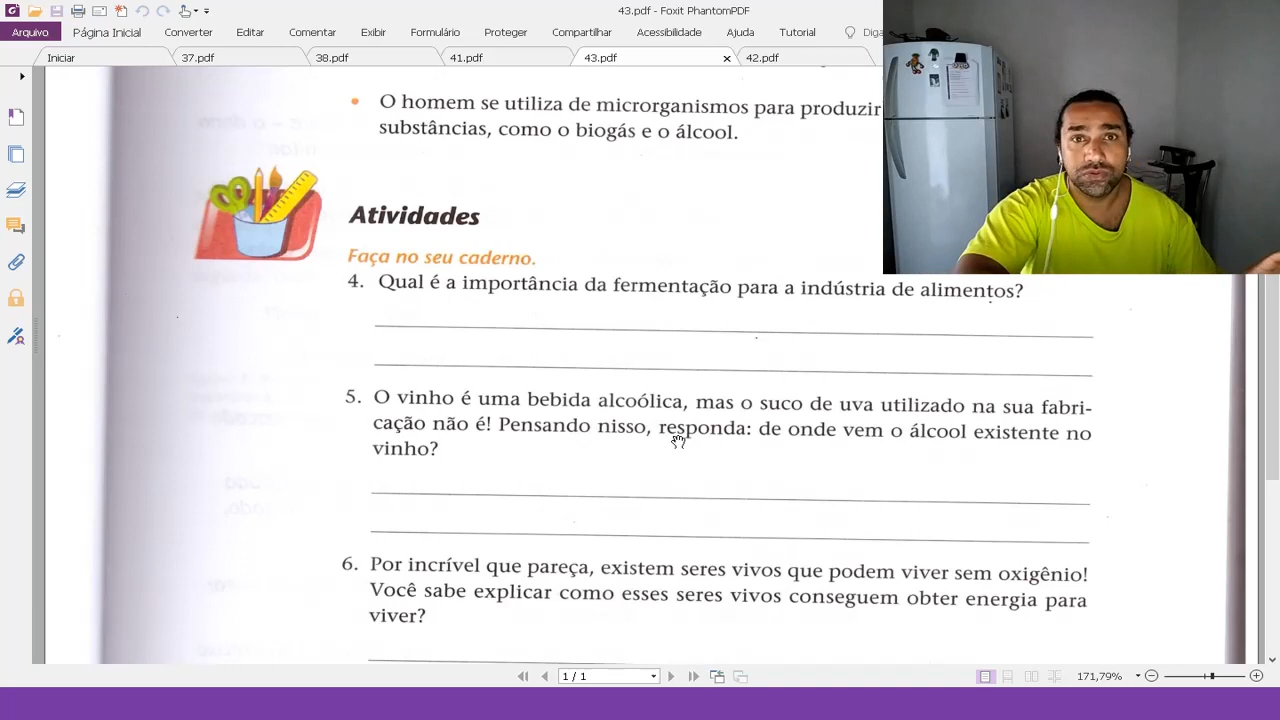 43.pdf - Foxit PhantomPDF
Arquivo Página Inicial Converter Editar Comentar Exibir Formulário Proteger Compartilhar Acessibilidade Ajuda Tutorial Diga
Iniciar 37.pdf 38.pdf 41.pdf 43.pdf 42.pdf
O homem se utiliza de microrganismos para produzir
substâncias, como o biogás e o álcool.
Atividades
Faça no seu caderno.
4. Qual é a importância da fermentação para a indústria de alimentos?
5. O vinho é uma bebida alcoólica, mas o suco de uva utilizado na sua fabri-
cação não é! Pensando nisso, responda: de onde vem o álcool existente no
vinho?
6. Por incrível que pareça, existem seres vivos que podem viver sem oxigênio!
Você sabe explicar como esses seres vivos conseguem obter energia para
viver?
1 / 1
171,79%